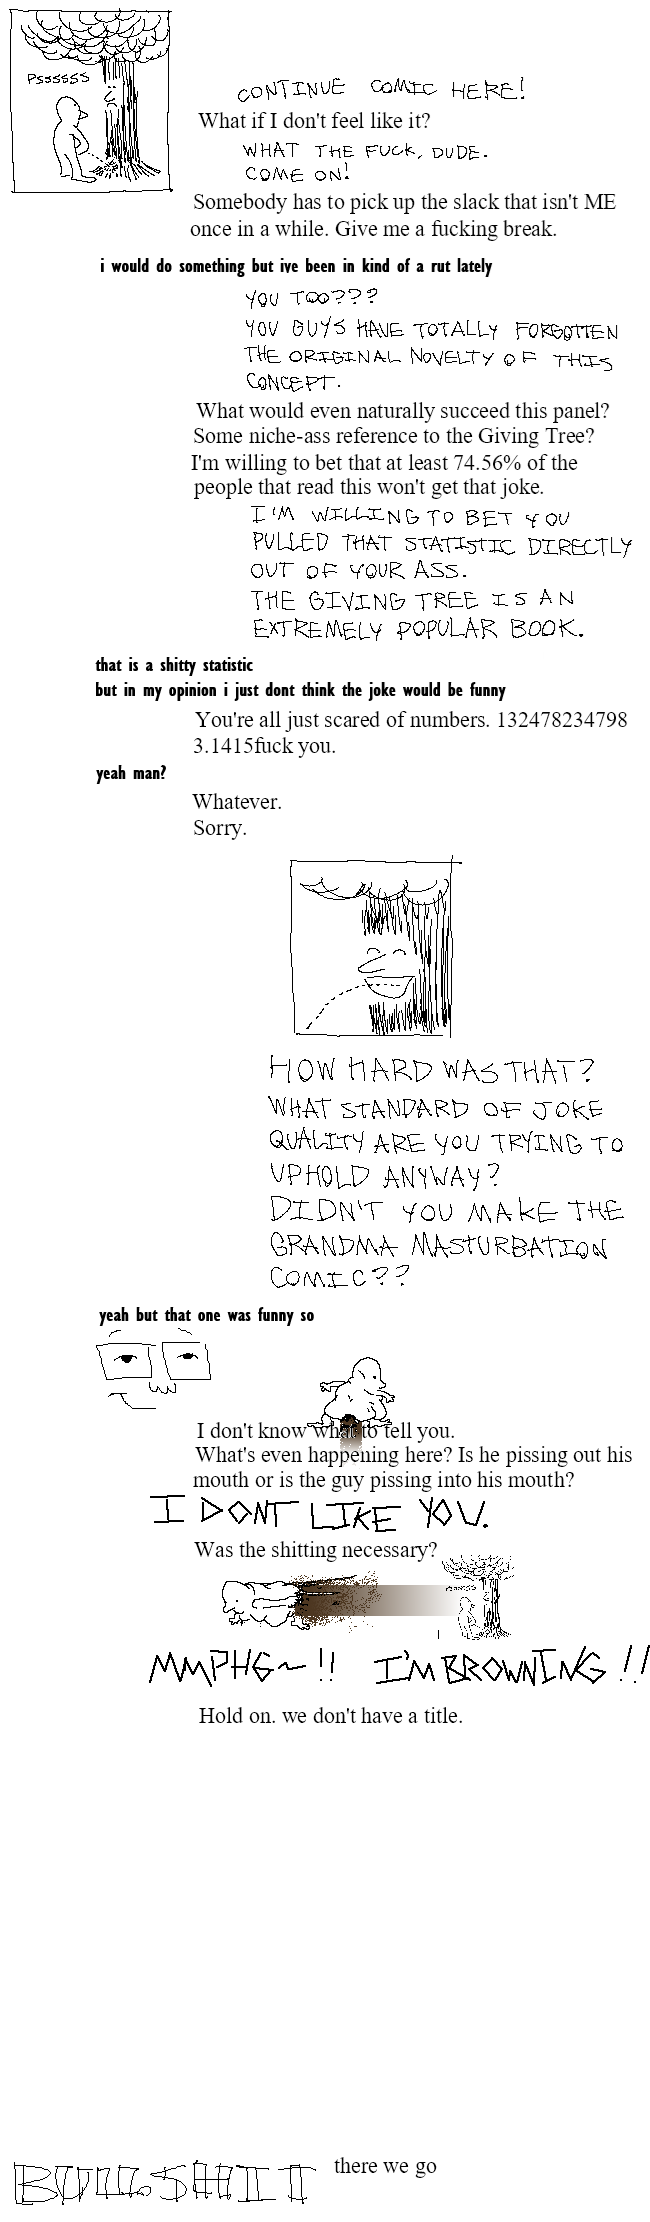 Pssssss
CONTINUE COMIC HERE!
What if I don't feel like it?
WHAT THE FUCK, DUDE.
COME ON!
Somebody has to pick up the slack that isn't ME
once in a while. Give me a fucking break.
i would do something but ive been in kind of a rut lately
YOU TOO???
YOU GUYS HAVE TOTALLY FORGOTTEN
THE ORIGINAL NOVELTY OF THIS
CONCEPT.
What would even naturally succeed this panel?
Some niche-ass reference to the Giving Tree?
I'm willing to bet that at least 74.56% of the
people that read this won't get that joke.
I'M WILLING TO BET YOU
PULLED THAT STATISTIC DIRECTLY
OUT OF YOUR ASS.
THE GIVING TREE IS AN
EXTREMELY POPULAR BOOK.
that is a shitty statistic
but in my opinion i just dont think the joke would be funny
You're all just scared of numbers. 132478234798
3.1415fuck you.
yeah man?
Whatever.
Sorry.
HOW HARD WAS THAT?
WHAT STANDARD OF JOKE
QUALITY ARE YOU TRYING TO
UPHOLD ANYWAY?
DIDN'T YOU MAKE THE
GRANDMA MASTURBATION
COMIC??
yeah but that one was funny so
I don't know what to tell you.
What's even happening here? Is he pissing out his
mouth or is the guy pissing into his mouth?
I DONT LIKE YOU.
Was the shitting necessary?
Pssssss
MMPHG~!! I'M BROWNING!!
Hold on. we don't have a title.
BULLSHIT there we go